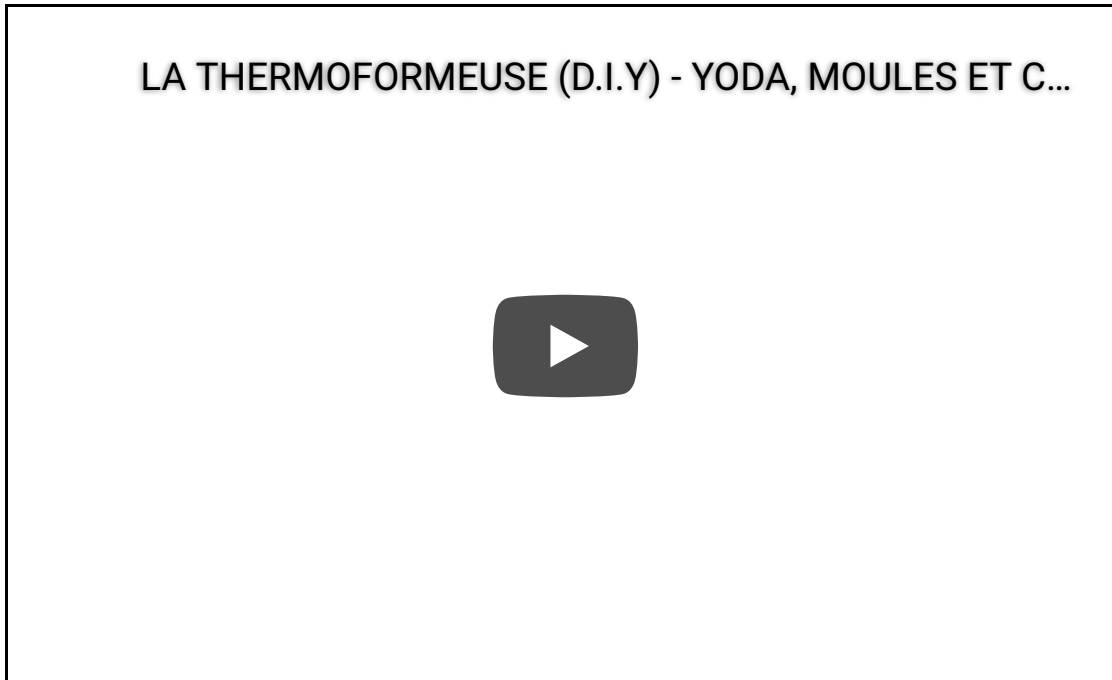 LA THERMOFORMEUSE (D.I.Y) - YODA, MOULES ET C...